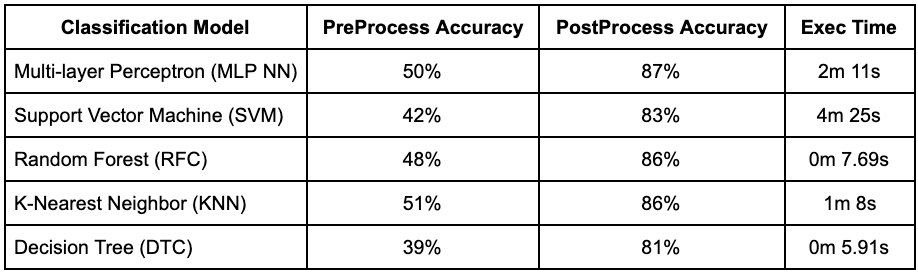 Classification Model PreProcess Accuracy PostProcess Accuracy Exec Time
Multi-layer Perceptron (MLP NN) 50% 87% 2m 11s
Support Vector Machine (SVM) 42% 83% 4m 25s
Random Forest (RFC) 48% 86% 0m 7.69s
K-Nearest Neighbor (KNN) 51% 86% 1m 8s
Decision Tree (DTC) 39% 81% 0m 5.91s